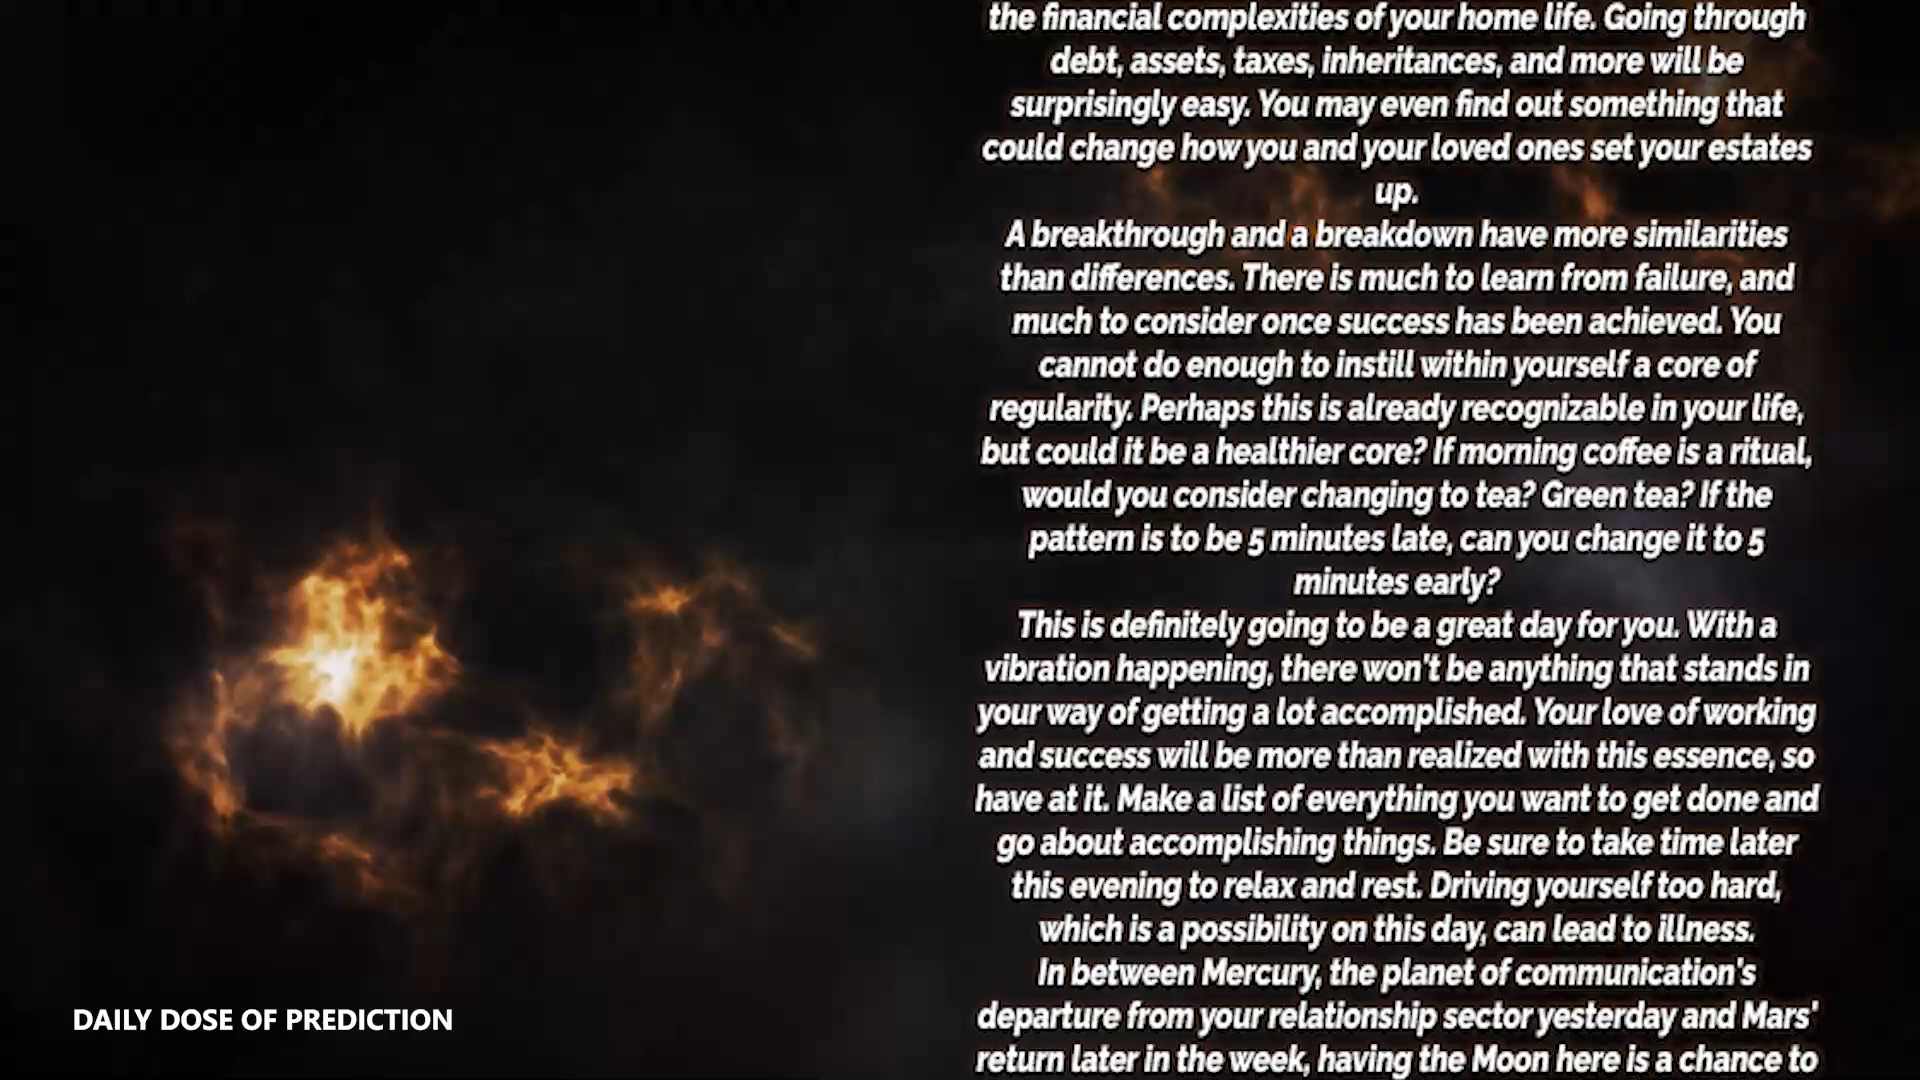 the financial complexities of your home life. Going through
debt, assets, taxes, inheritances, and more will be
surprisingly easy. You may even find out something that
could change how you and your loved ones set your estates
up.
A breakthrough and a breakdown have more similarities
than differences. There is much to learn from failure, and
much to consider once success has been achieved. You
cannot do enough to instill within yourself a core of
regularity. Perhaps this is already recognizable in your life,
but could it be a healthier core? If morning coffee is a ritual,
would you consider changing to tea? Green tea? If the
pattern is to be 5 minutes late, can you change it to 5
minutes early?
This is definitely going to be a great day for you. With a
vibration happening, there won't be anything that stands in
your way of getting a lot accomplished. Your love of working
and success will be more than realized with this essence, so
have at it. Make a list of everything you want to get done and
go about accomplishing things. Be sure to take time later
this evening to relax and rest. Driving yourself too hard,
which is a possibility on this day, can lead to illness.
In between Mercury, the planet of communication's
departure from your relationship sector yesterday and Mars'
return later in the week, having the Moon here is a chance to
DAILY DOSE OF PREDICTION